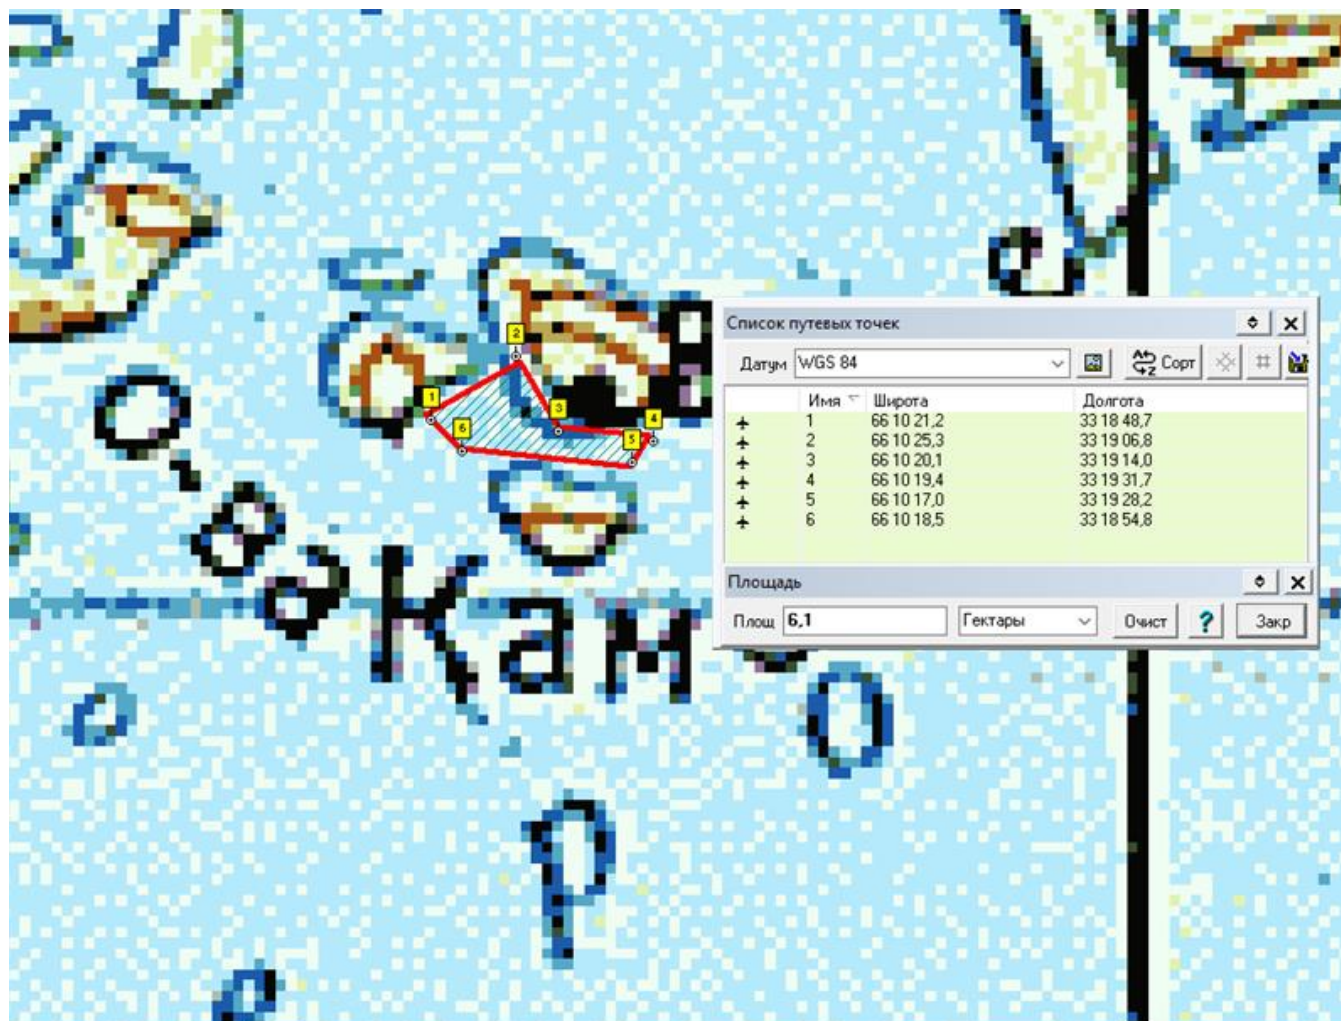 2
1
3
4
5
6
о-ва Кам
о
р
е
Список путевых точек
Датум WGS 84 Сорт
Имя Широта Долгота
1 66 10 21,2 33 18 48,7
2 66 10 25,3 33 19 06,8
3 66 10 20,1 33 19 14,0
4 66 10 19,4 33 19 31,7
5 66 10 17,0 33 19 28,2
6 66 10 18,5 33 18 54,8
Площадь
Площ 6,1 Гектары Очист ? Закр